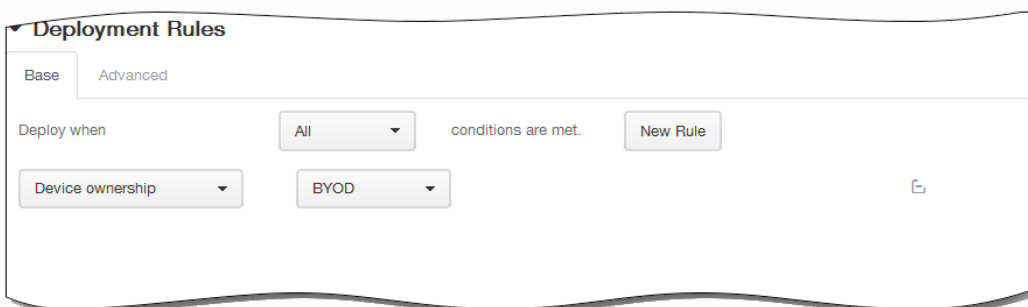 Deployment Rules
Base Advanced
Deploy when All conditions are met. New Rule
Device ownership BYOD